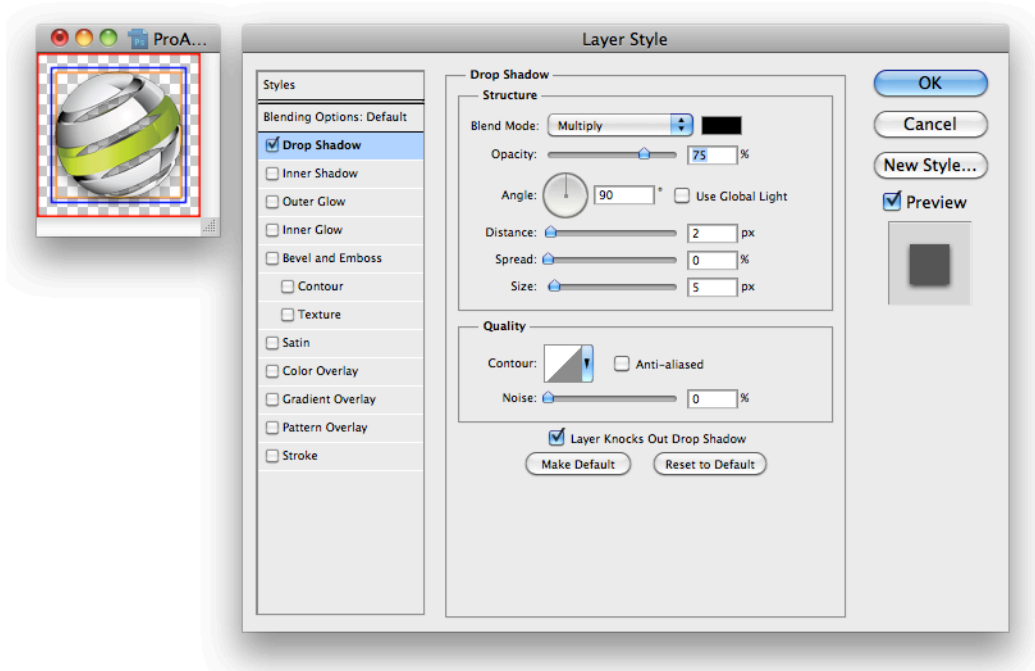 ProA...
Layer Style
Styles
Blending Options: Default
Drop Shadow
Inner Shadow
Outer Glow
Inner Glow
Bevel and Emboss
Contour
Texture
Satin
Color Overlay
Gradient Overlay
Pattern Overlay
Stroke
Drop Shadow
Structure
Blend Mode: Multiply
Opacity: 75 %
Angle: 90 ° Use Global Light
Distance: 2 px
Spread: 0 %
Size: 5 px
Quality
Contour: Anti-aliased
Noise: 0 %
Layer Knocks Out Drop Shadow
Make Default Reset to Default
OK
Cancel
New Style...
Preview